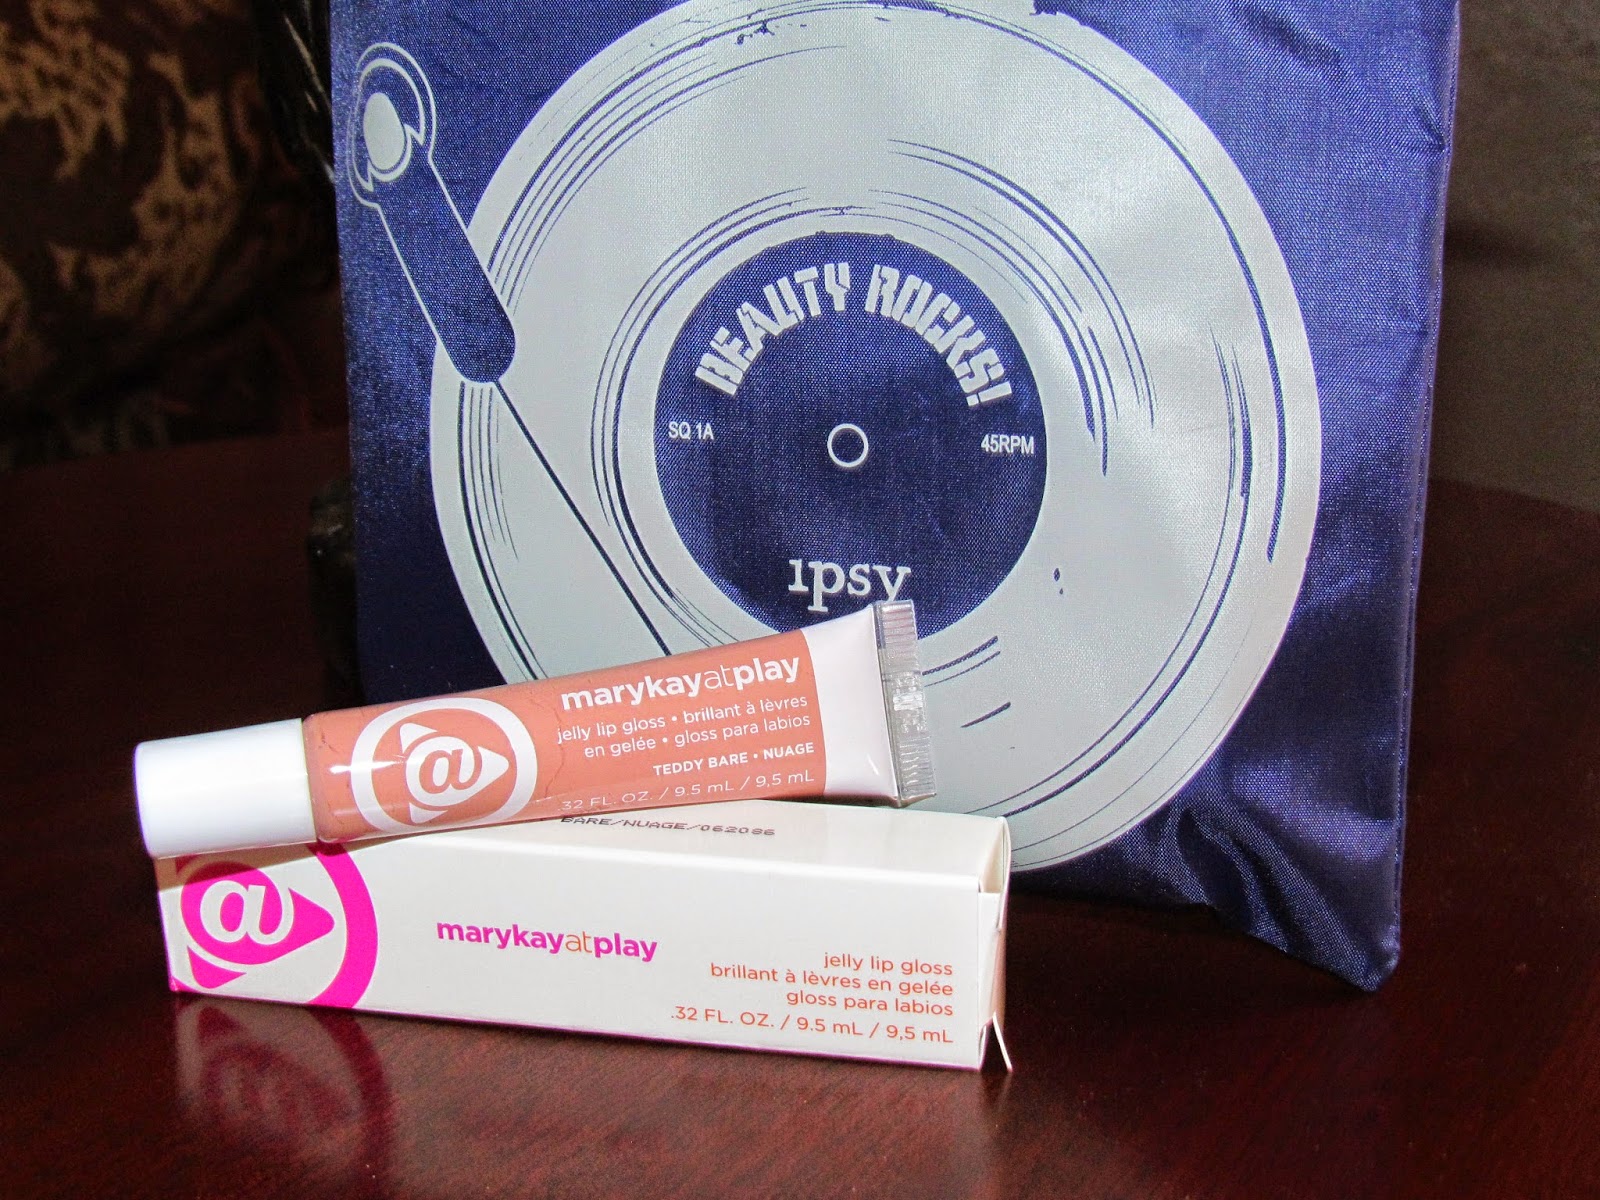 BEAUTY ROCKS!
SQ 1A
45RPM
ipsy
marykayatplay
jelly lip gloss • brillant à lèvres
en gelée • gloss para labios
TEDDY BARE • NUAGE
.32 FL. OZ. / 9.5 mL / 9,5 mL
@
BARE/NUAGE/062086
@
marykayatplay
jelly lip gloss
brillant à lèvres en gelée
gloss para labios
.32 FL. OZ. / 9.5 mL / 9,5 mL